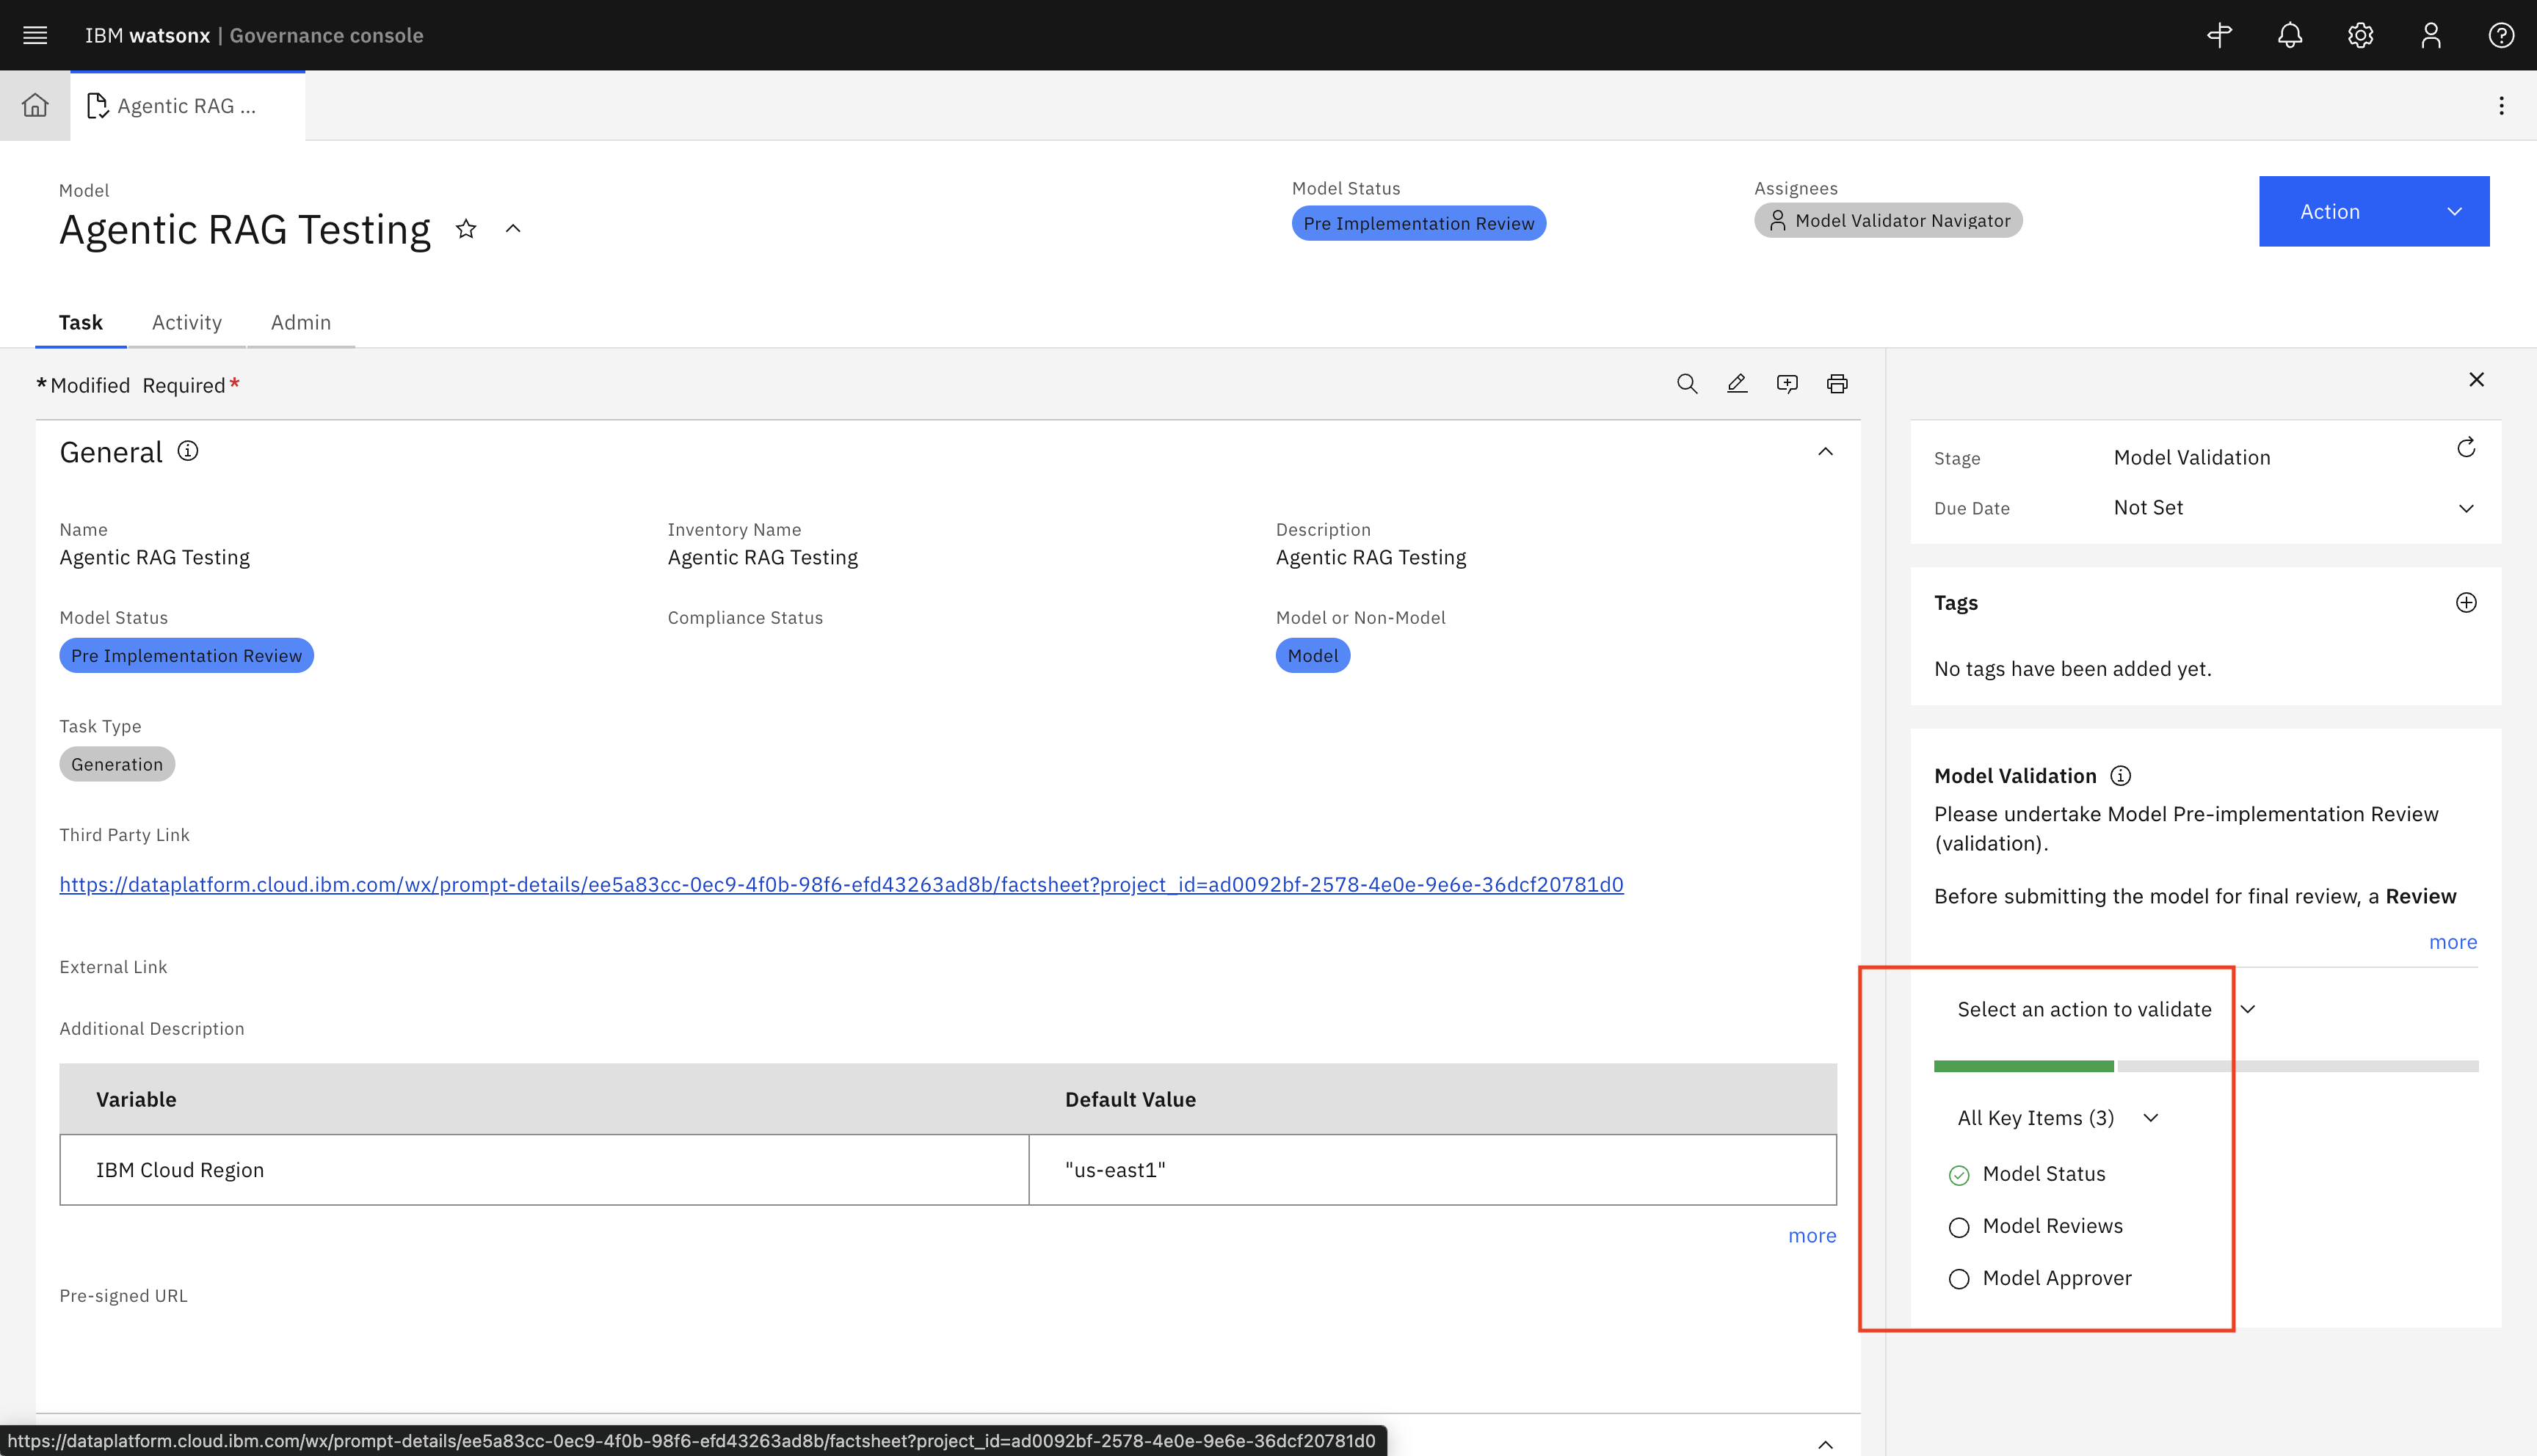 IBM watsonx | Governance console
Agentic RAG ...
Model
Agentic RAG Testing
Model Status
Pre Implementation Review
Assignees
Model Validator Navigator
Action
Task Activity Admin
*Modified Required*
General
Name
Agentic RAG Testing
Inventory Name
Agentic RAG Testing
Description
Agentic RAG Testing
Model Status
Pre Implementation Review
Compliance Status
Model or Non-Model
Model
Task Type
Generation
Third Party Link
https://dataplatform.cloud.ibm.com/wx/prompt-details/ee5a83cc-0ec9-4f0b-98f6-efd43263ad8b/factsheet?project_id=ad0092bf-2578-4e0e-9e6e-36dcf20781d0
External Link
Additional Description
Variable Default Value
IBM Cloud Region "us-east1"
more
Pre-signed URL
Stage Model Validation
Due Date Not Set
Tags
No tags have been added yet.
Model Validation
Please undertake Model Pre-implementation Review
(validation).
Before submitting the model for final review, a Review
more
Select an action to validate
All Key Items (3)
Model Status
Model Reviews
Model Approver
https://dataplatform.cloud.ibm.com/wx/prompt-details/ee5a83cc-0ec9-4f0b-98f6-efd43263ad8b/factsheet?project_id=ad0092bf-2578-4e0e-9e6e-36dcf20781d0